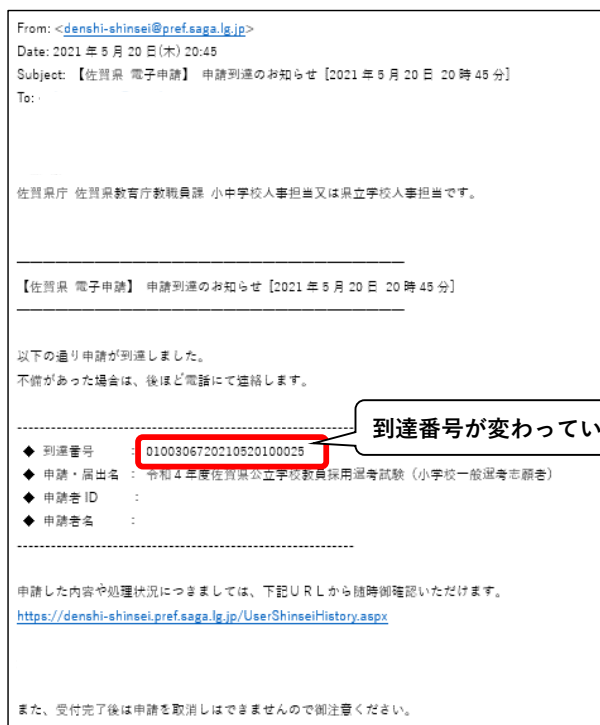 From: <denshi-shinsei@pref.saga.lg.jp>
Date: 2021 年 5 月 20 日(木) 20:45
Subject: 【佐賀県 電子申請】 申請到達のお知らせ [2021 年 5 月 20 日 20 時 45 分]
To:
佐賀県庁 佐賀県教育庁教職員課 小中学校人事担当又は県立学校人事担当です。
【佐賀県 電子申請】 申請到達のお知らせ [2021 年 5 月 20 日 20 時 45 分]
以下の通り申請が到達しました。
不備があった場合は、後ほど電話にて連絡します。
到達番号が変わってい
◆ 到達番号 : 0100306720210520100025
◆ 申請・届出名 : 令和 4 年度佐賀県公立学校教員採用選考試験（小学校一般選考志願者）
◆ 申請者 ID :
◆ 申請者名 :
申請した内容や処理状況につきましては、下記ＵＲＬから随時御確認いただけます。
https://denshi-shinsei.pref.saga.lg.jp/UserShinseiHistory.aspx
また、受付完了後は申請を取消しはできませんので御注意ください。